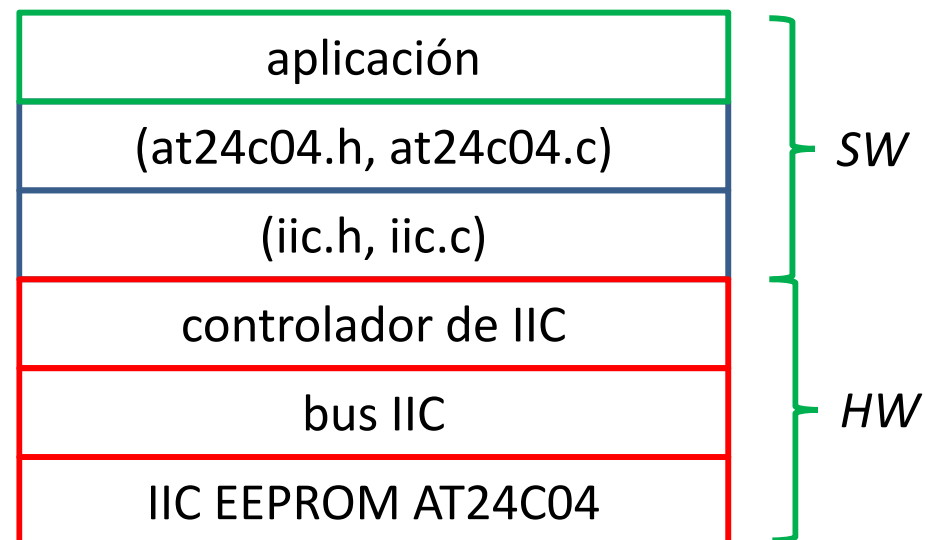 aplicación
(at24c04.h, at24c04.c)
SW
(iic.h, iic.c)
controlador de IIC
bus IIC
HW
IIC EEPROM AT24C04